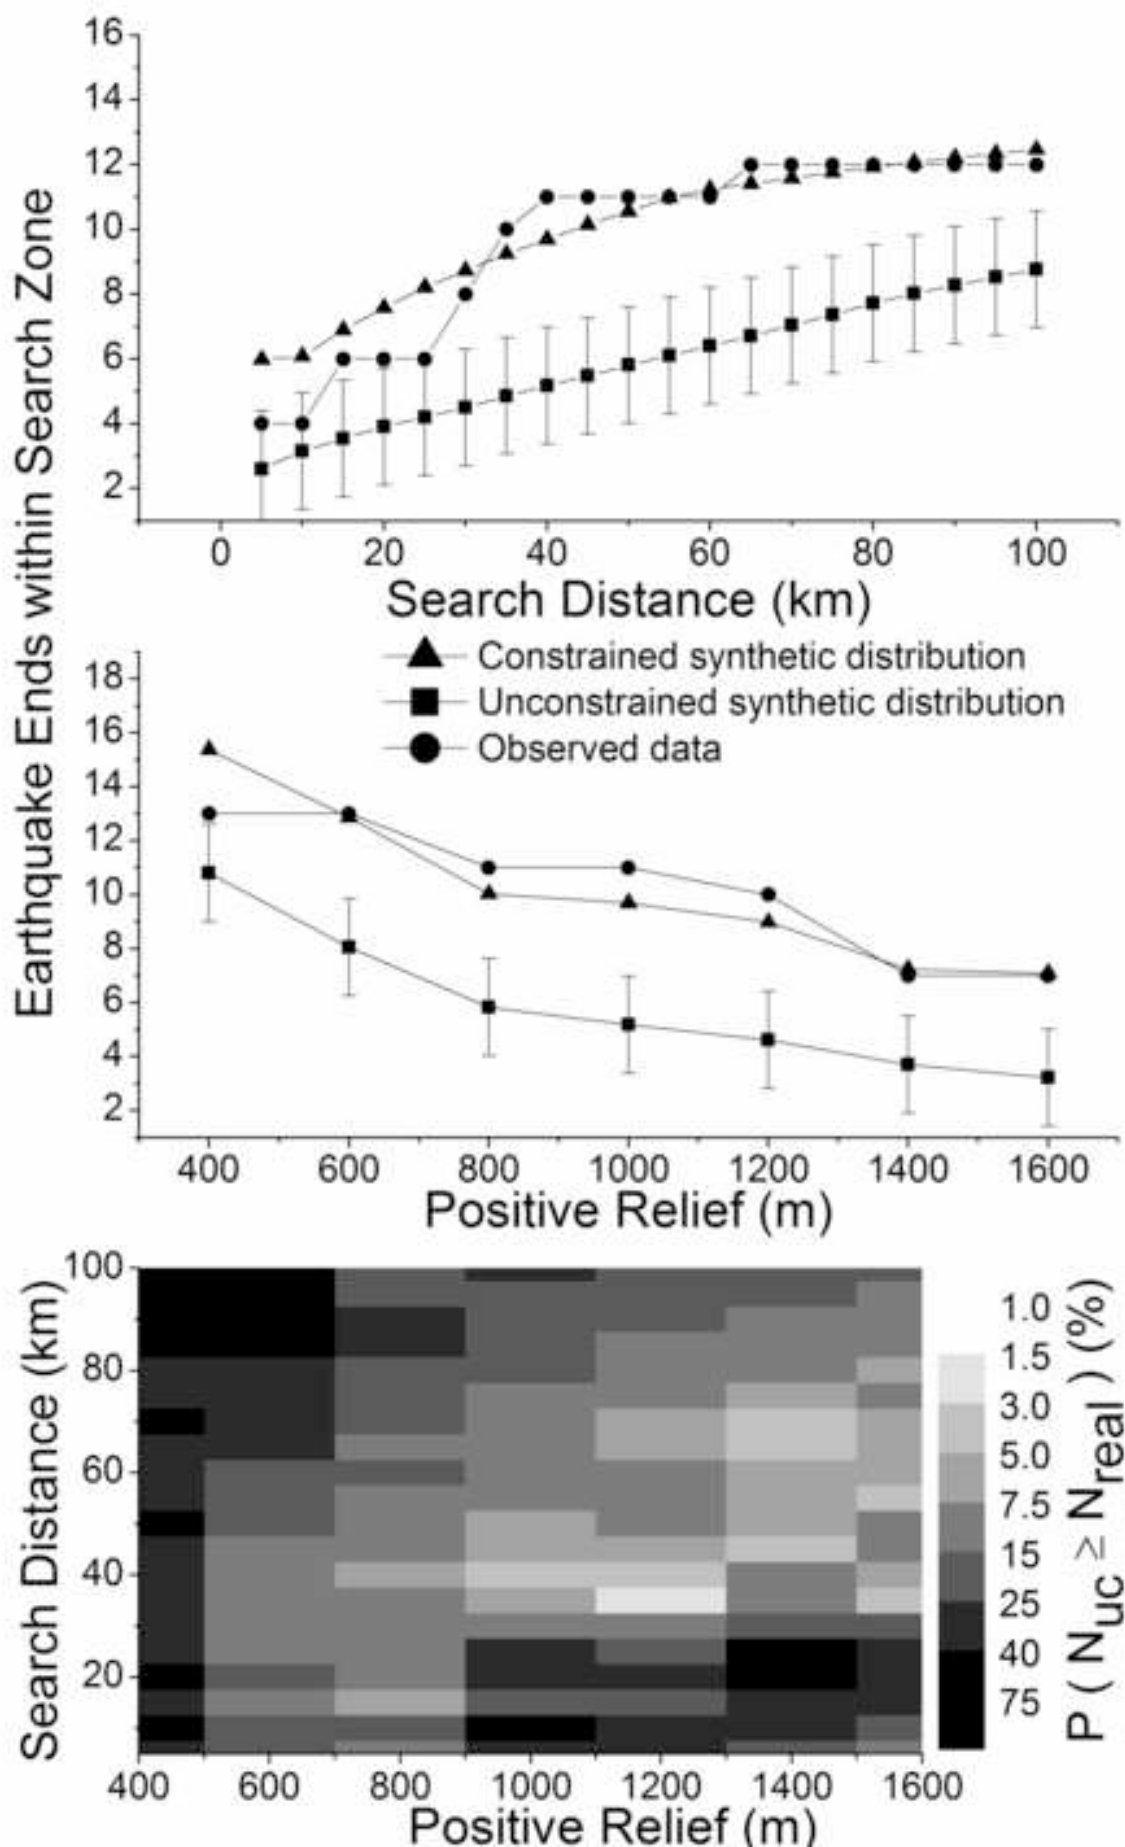 Earthquake Ends within Search Zone
16
14
12
10
8
6
4
2
0 20 40 60 80 100
Search Distance (km)
Constrained synthetic distribution
Unconstrained synthetic distribution
Observed data
18
16
14
12
10
8
6
4
2
400 600 800 1000 1200 1400 1600
Positive Relief (m)
Search Distance (km)
100
80
60
40
20
400 600 800 1000 1200 1400 1600
Positive Relief (m)
1.0
1.5
3.0
5.0
7.5
15
25
40
75
P ( Nuc ≥ Nreal ) (%)